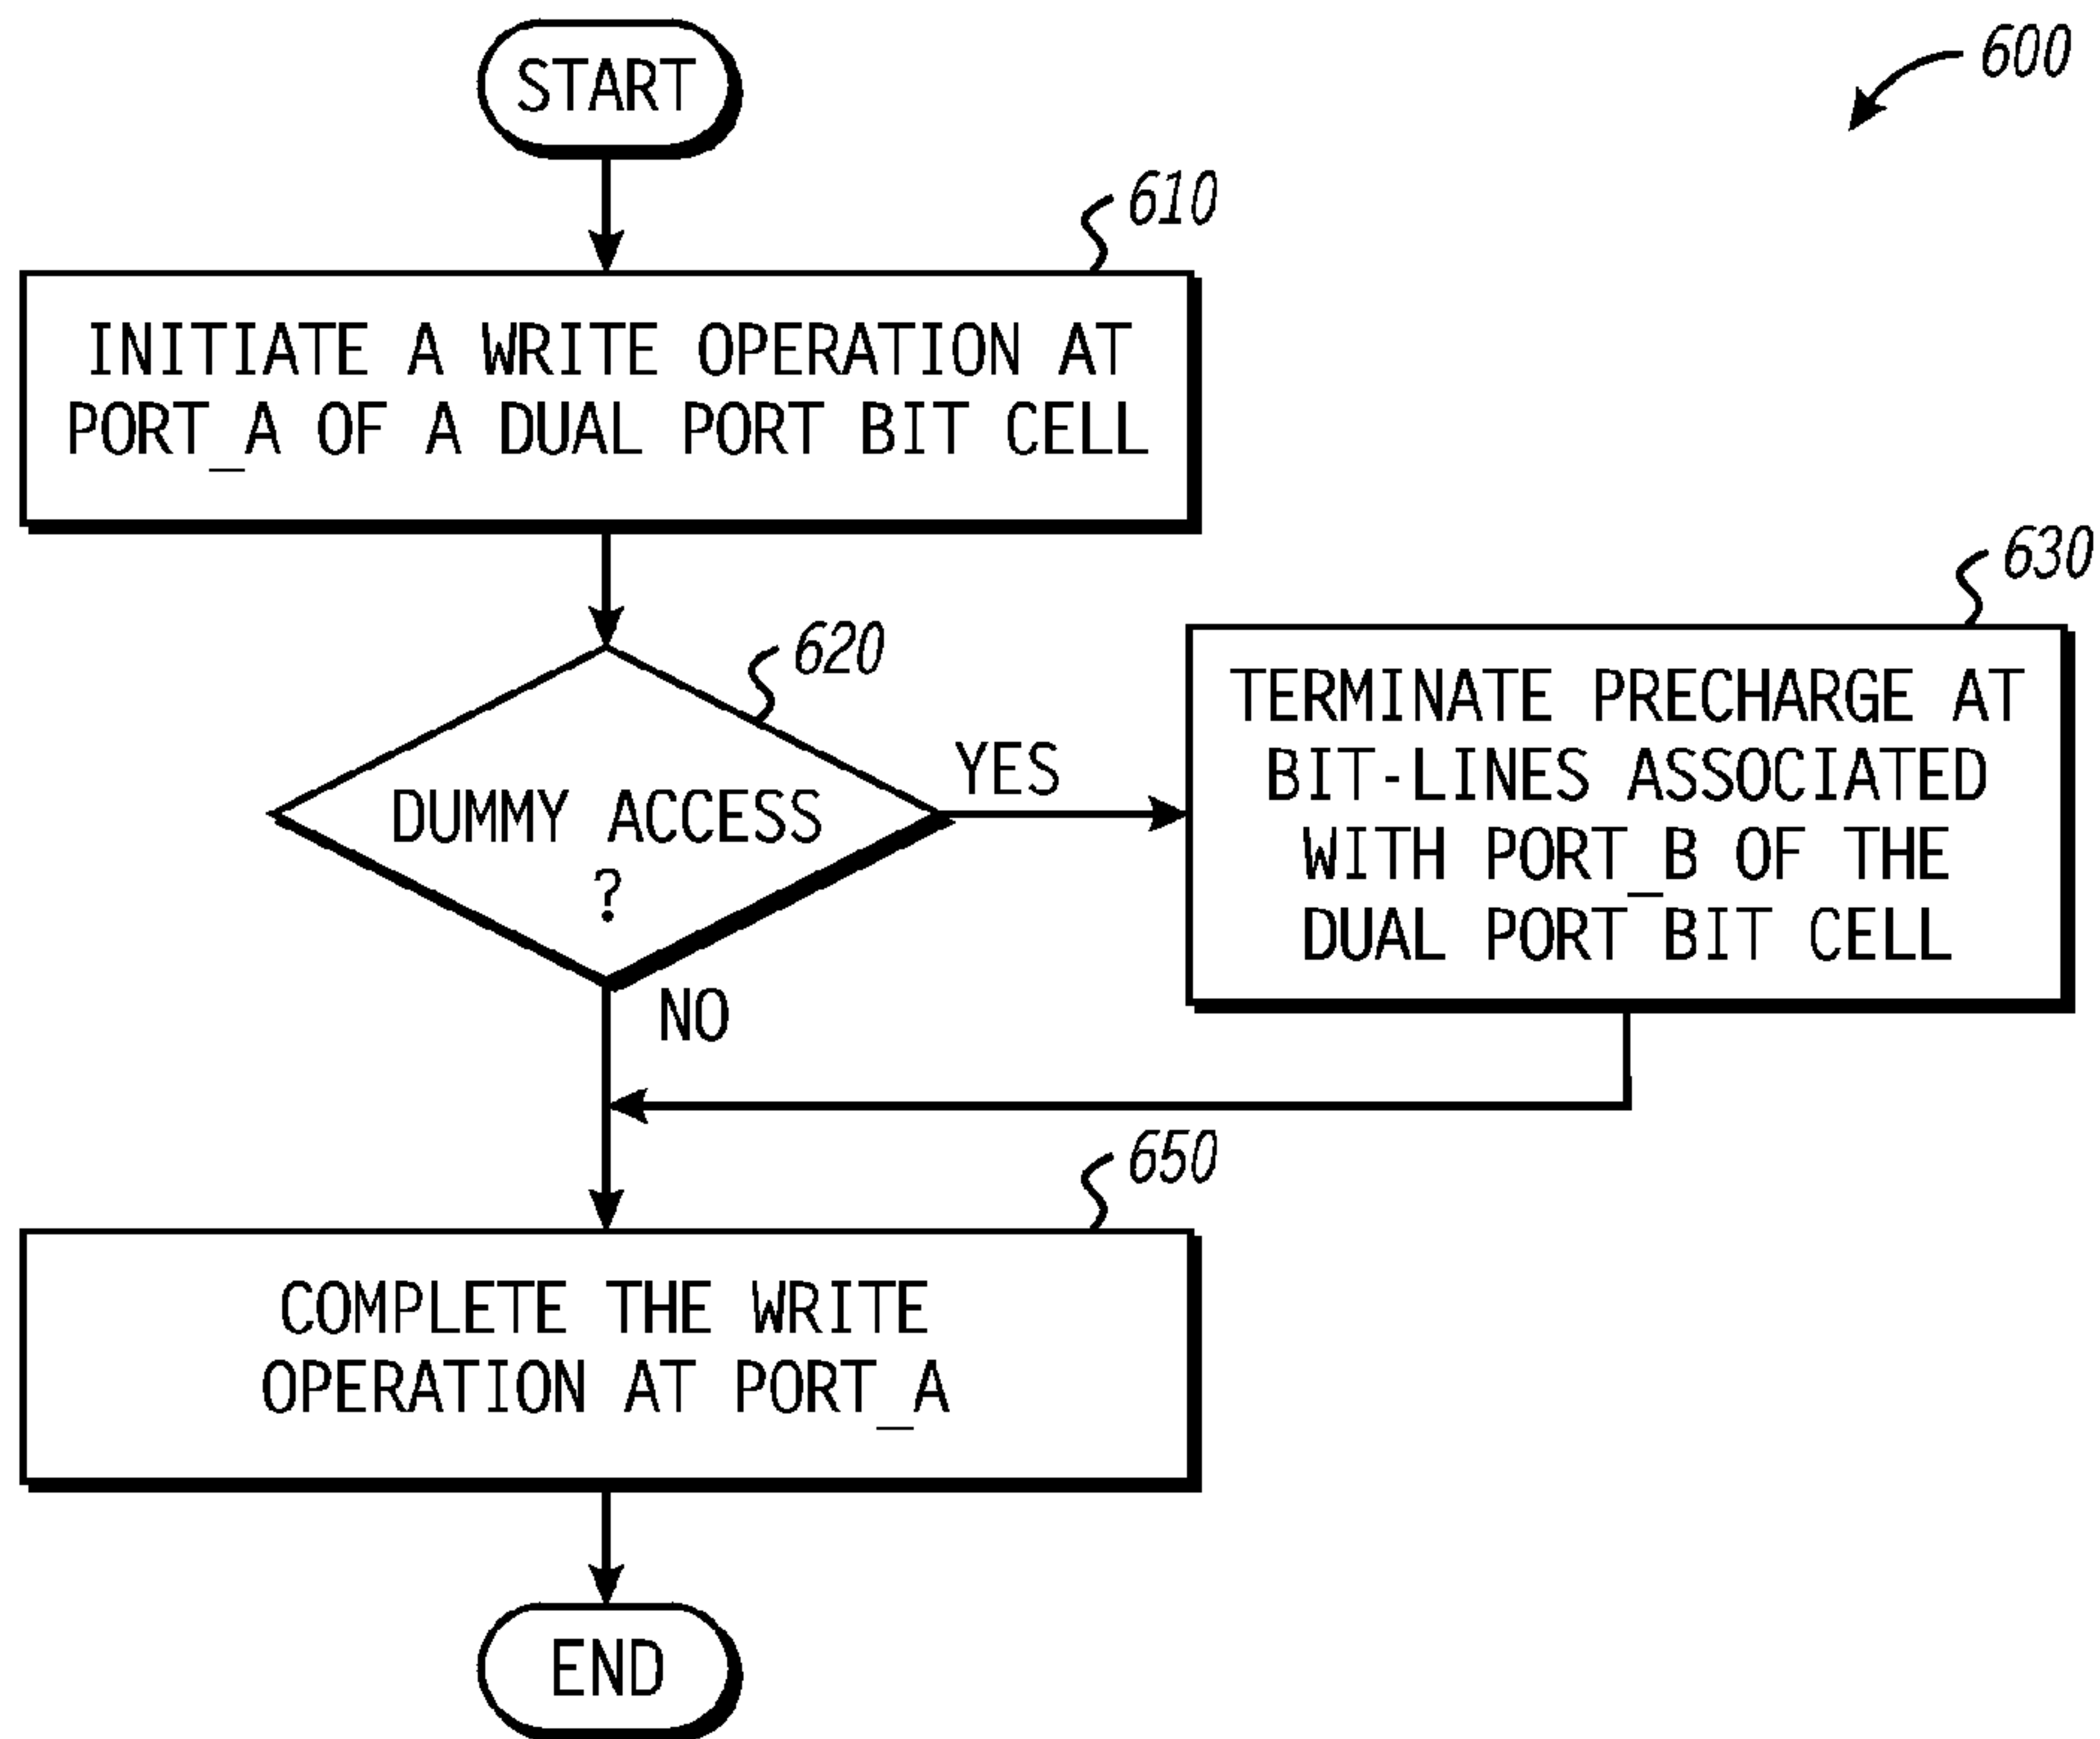 START
600
610
INITIATE A WRITE OPERATION AT
PORT_A OF A DUAL PORT BIT CELL
620
DUMMY ACCESS
?
YES
NO
630
TERMINATE PRECHARGE AT
BIT-LINES ASSOCIATED
WITH PORT_B OF THE
DUAL PORT BIT CELL
650
COMPLETE THE WRITE
OPERATION AT PORT_A
END